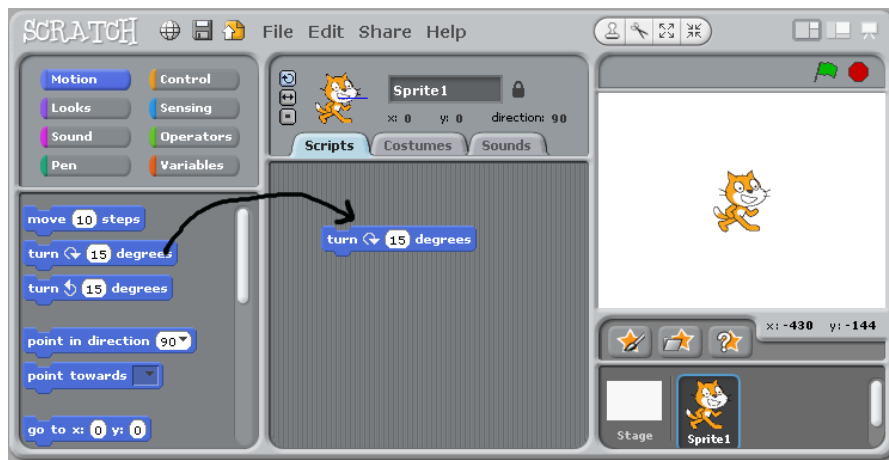 SCRATCH File Edit Share Help
Motion Control
Looks Sensing
Sound Operators
Pen Variables
move 10 steps
turn 15 degrees
turn 15 degrees
point in direction 90
point towards
go to x: 0 y: 0
Sprite1
x: 0 y: 0 direction: 90
Scripts Costumes Sounds
turn 15 degrees
x: -430 y: -144
Stage
Sprite1